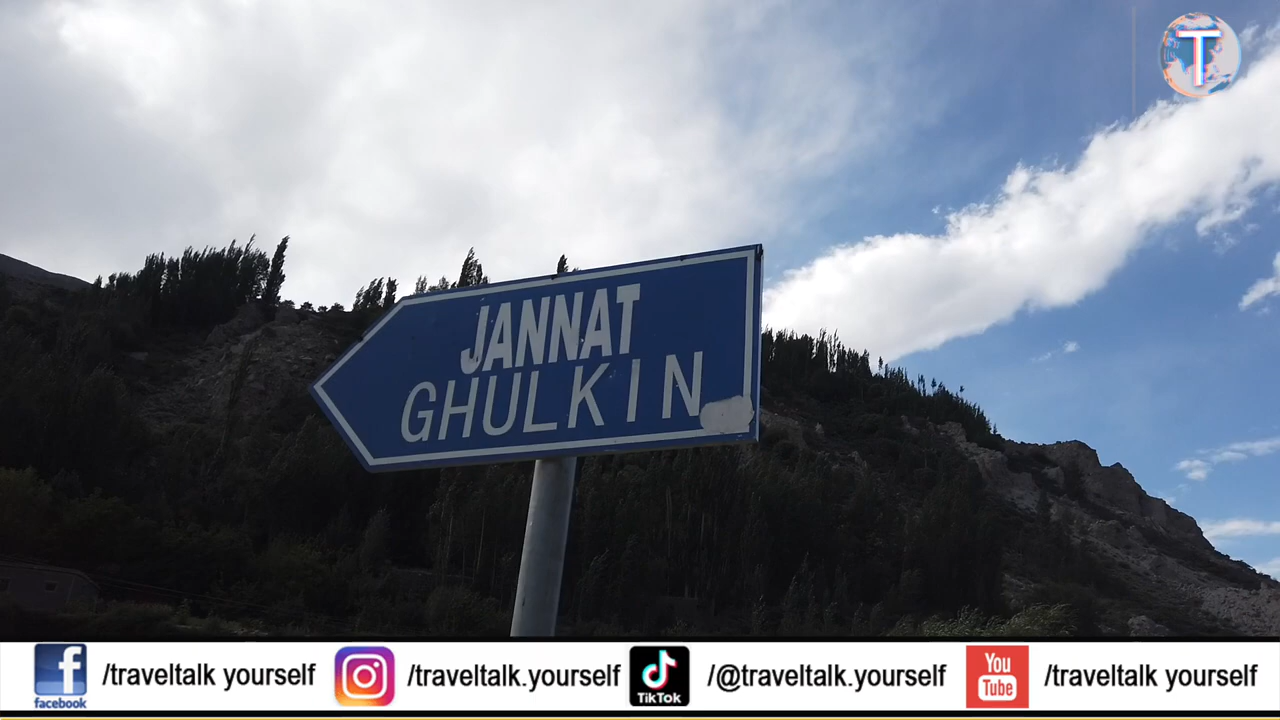 T
JANNAT
GHULKIN
facebook /traveltalk yourself /traveltalk.yourself TikTok /@traveltalk.yourself You Tube /traveltalk yourself